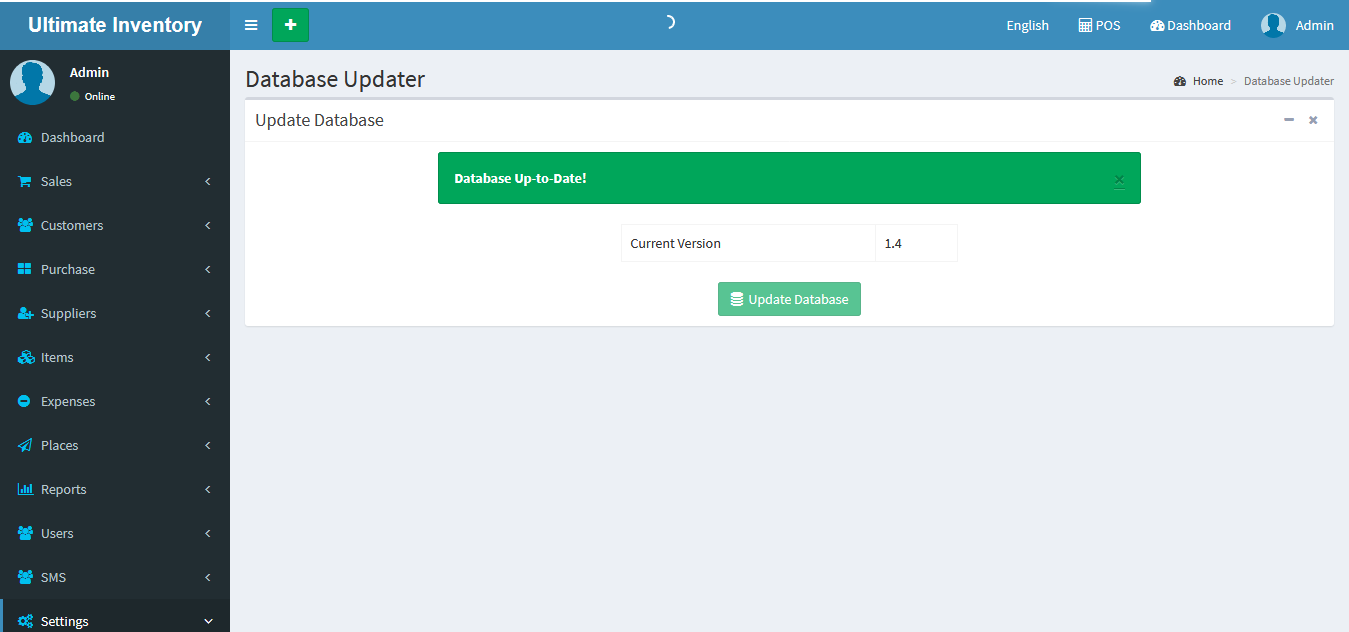 Ultimate Inventory
English
POS
Dashboard
Admin
Admin
Online
Dashboard
Sales
Customers
Purchase
Suppliers
Items
Expenses
Places
Reports
Users
SMS
Settings
Database Updater
Home > Database Updater
Update Database
Database Up-to-Date!
Current Version 1.4
Update Database